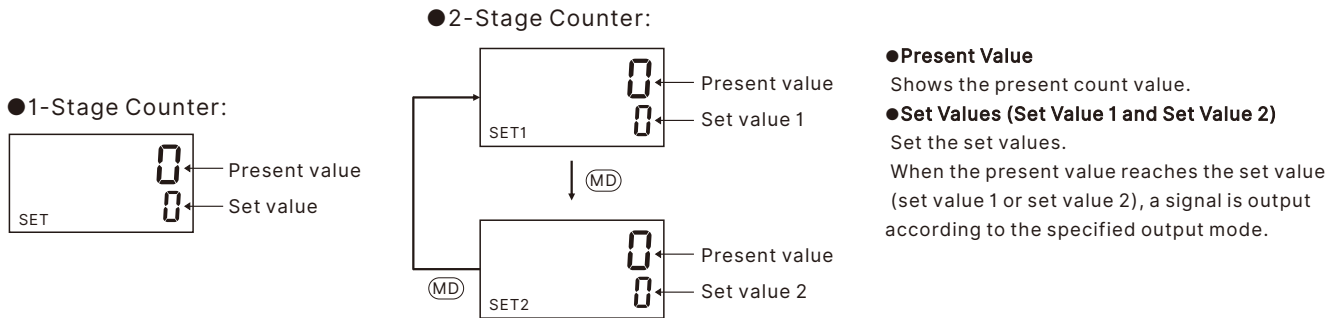 ●1-Stage Counter:
0
Present value
0
Set value
SET
●2-Stage Counter:
0
Present value
0
Set value 1
SET1
MD
0
Present value
0
Set value 2
SET2
MD
●Present Value
Shows the present count value.
●Set Values (Set Value 1 and Set Value 2)
Set the set values.
When the present value reaches the set value
(set value 1 or set value 2), a signal is output
according to the specified output mode.